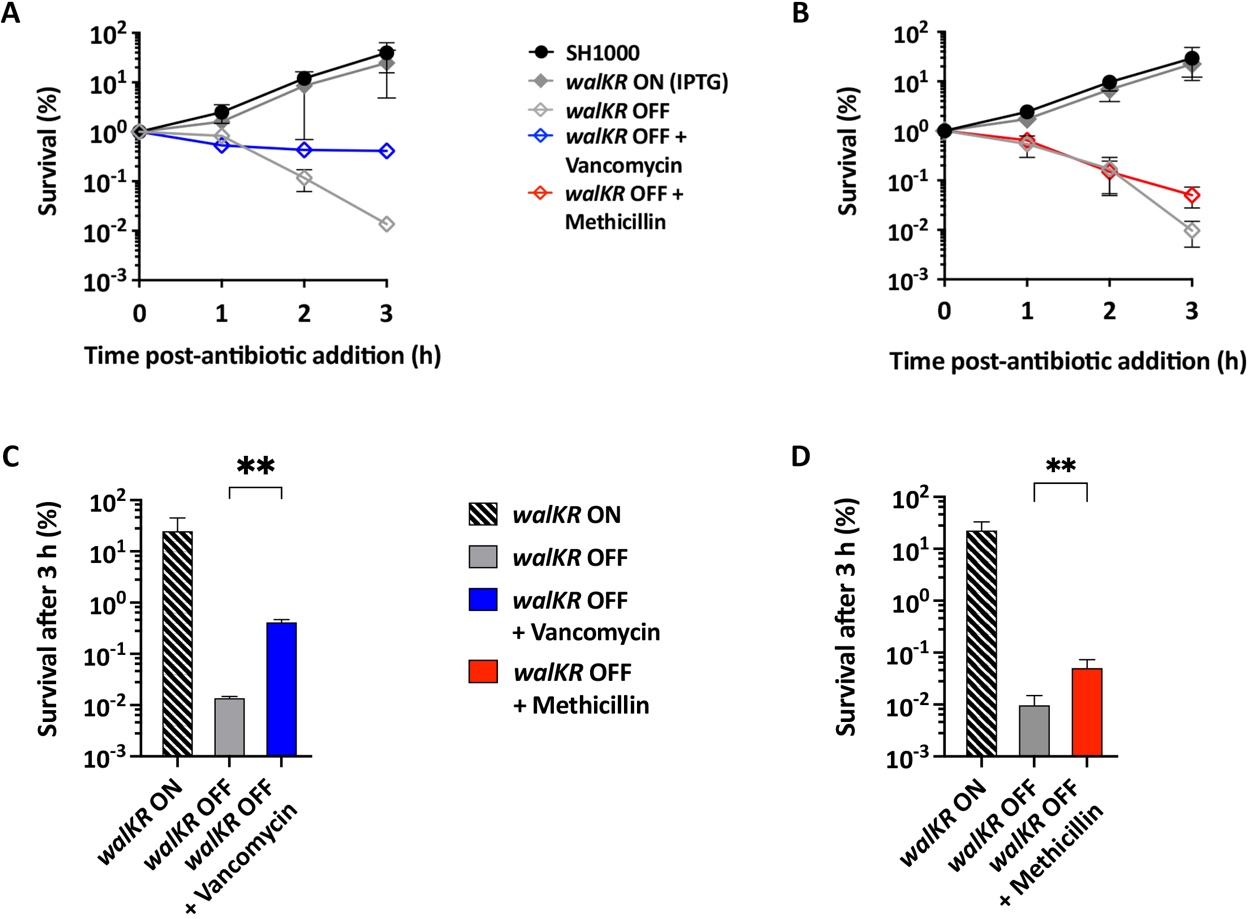 A
Survival (%)
10²
10¹
10⁰
10⁻¹
10⁻²
10⁻³
0 1 2 3
Time post-antibiotic addition (h)
SH1000
walKR ON (IPTG)
walKR OFF
walKR OFF +
Vancomycin
walKR OFF +
Methicillin
B
Survival (%)
10²
10¹
10⁰
10⁻¹
10⁻²
10⁻³
0 1 2 3
Time post-antibiotic addition (h)
C
**
Survival after 3 h (%)
10²
10¹
10⁰
10⁻¹
10⁻²
10⁻³
walKR ON
walKR OFF
walKR OFF
+ Vancomycin
walKR ON
walKR OFF
walKR OFF
+ Vancomycin
walKR OFF
+ Methicillin
D
**
Survival after 3 h (%)
10²
10¹
10⁰
10⁻¹
10⁻²
10⁻³
walKR ON
walKR OFF
walKR OFF
+ Methicillin